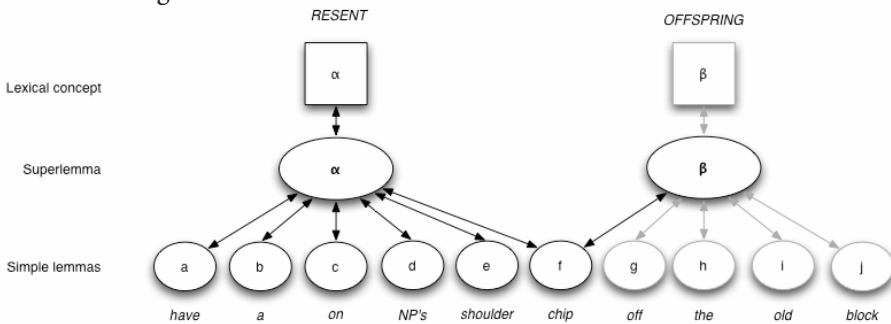 RESENT OFFSPRING
Lexical concept α β
Superlemma α β
Simple lemmas a b c d e f g h i j
have a on NP's shoulder chip off the old block